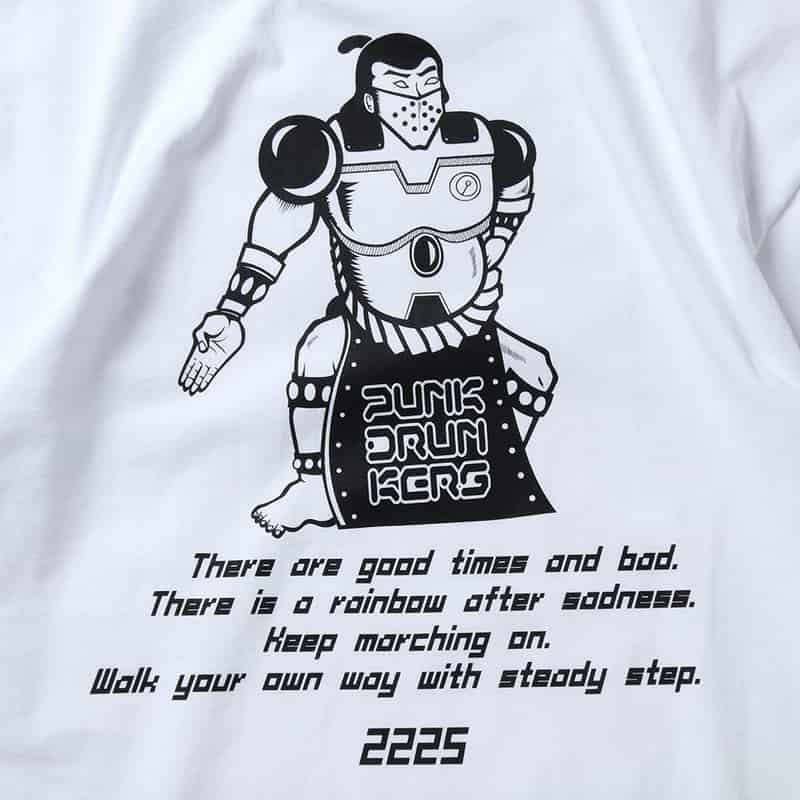 PUNK
DRUN
KERS
There are good times and bad.
There is a rainbow after sadness.
Keep marching on.
Walk your own way with steady step.
2225